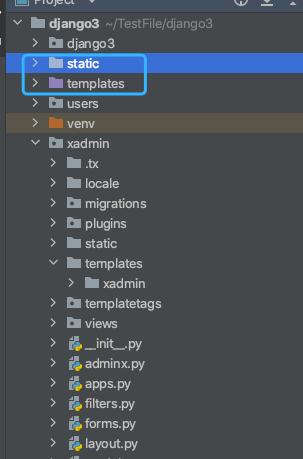 Project
django3 ~/TestFile/django3
django3
static
templates
users
venv
xadmin
.tx
locale
migrations
plugins
static
templates
xadmin
templatetags
views
__init__.py
adminx.py
apps.py
filters.py
forms.py
layout.py